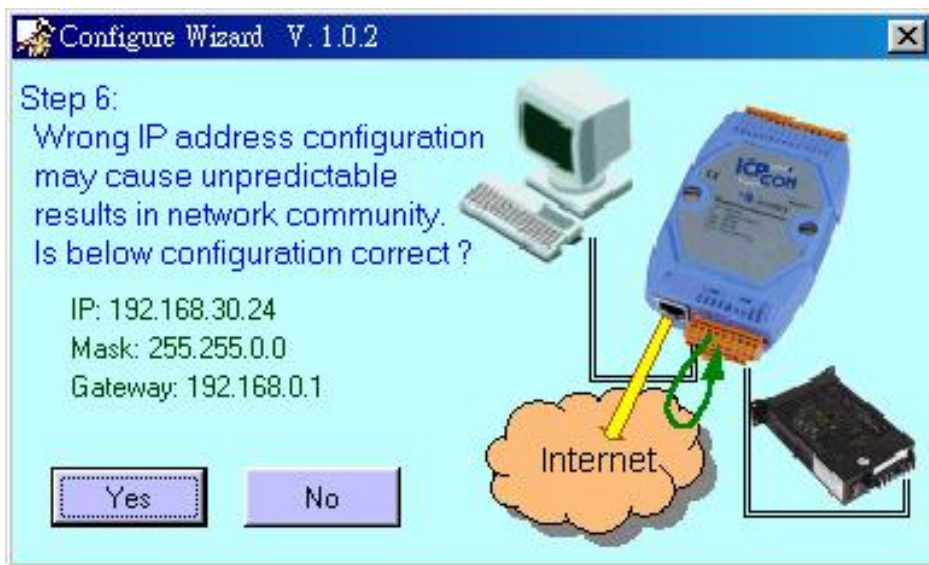 Configure Wizard V. 1.0.2
Step 6:
Wrong IP address configuration
may cause unpredictable
results in network community.
Is below configuration correct ?
IP: 192.168.30.24
Mask: 255.255.0.0
Gateway: 192.168.0.1
Yes
No
ICP
CON
Internet